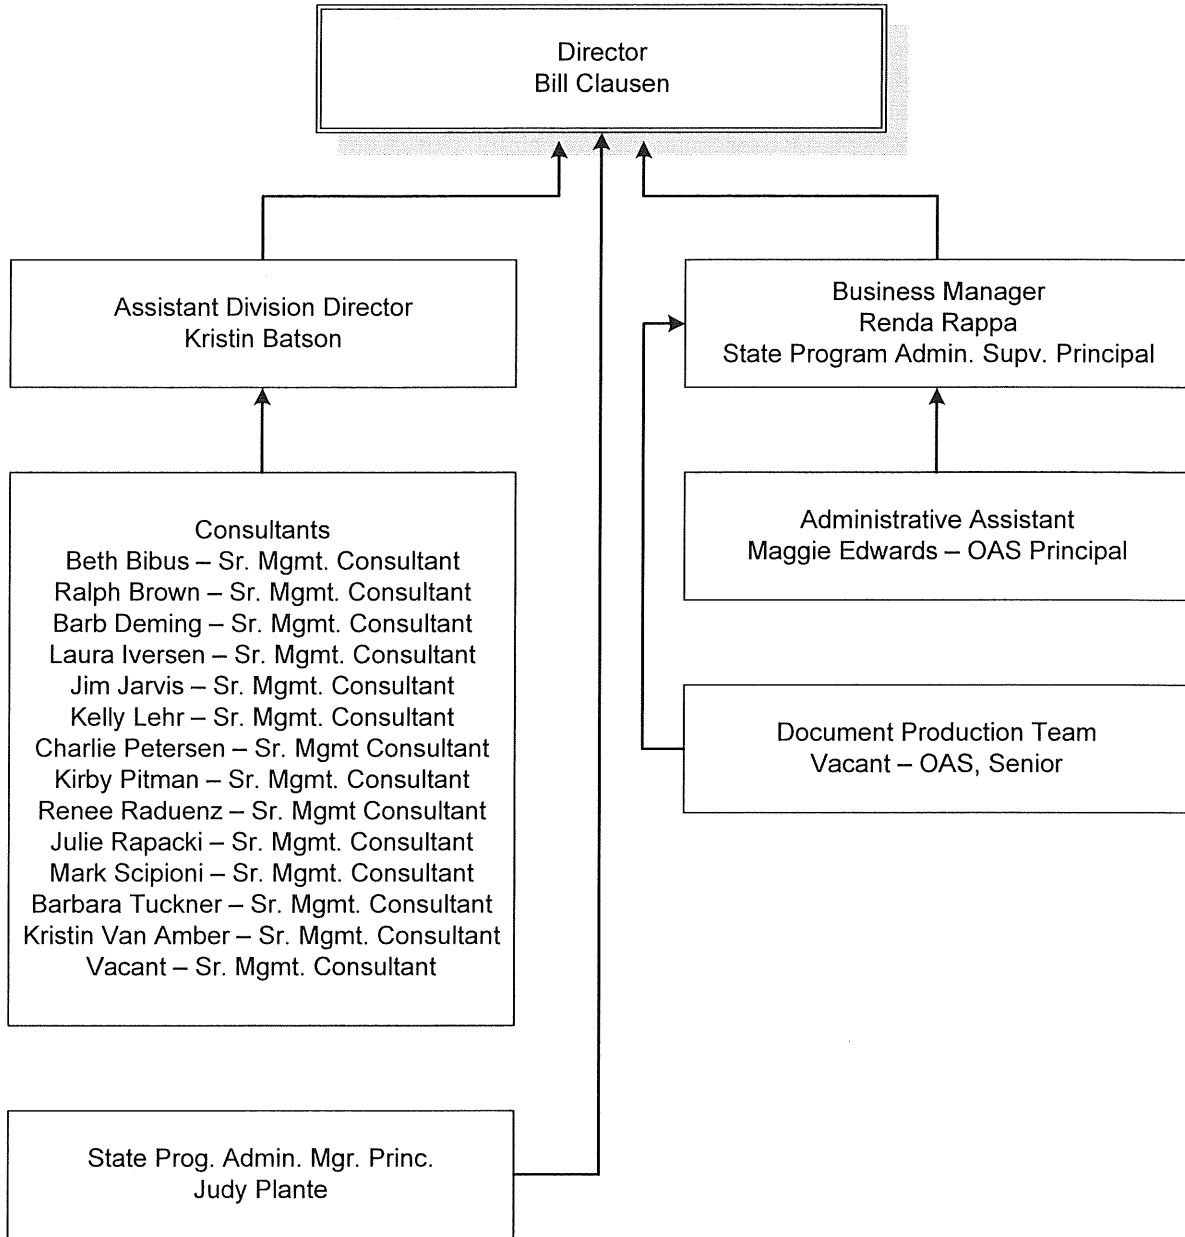 Director
Bill Clausen
Assistant Division Director
Kristin Batson
Business Manager
Renda Rappa
State Program Admin. Supv. Principal
Consultants
Beth Bibus – Sr. Mgmt. Consultant
Ralph Brown – Sr. Mgmt. Consultant
Barb Deming – Sr. Mgmt. Consultant
Laura Iversen – Sr. Mgmt. Consultant
Jim Jarvis – Sr. Mgmt. Consultant
Kelly Lehr – Sr. Mgmt. Consultant
Charlie Petersen – Sr. Mgmt Consultant
Kirby Pitman – Sr. Mgmt. Consultant
Renee Raduenz – Sr. Mgmt Consultant
Julie Rapacki – Sr. Mgmt. Consultant
Mark Scipioni – Sr. Mgmt. Consultant
Barbara Tuckner – Sr. Mgmt. Consultant
Kristin Van Amber – Sr. Mgmt. Consultant
Vacant – Sr. Mgmt. Consultant
Administrative Assistant
Maggie Edwards – OAS Principal
Document Production Team
Vacant – OAS, Senior
State Prog. Admin. Mgr. Princ.
Judy Plante